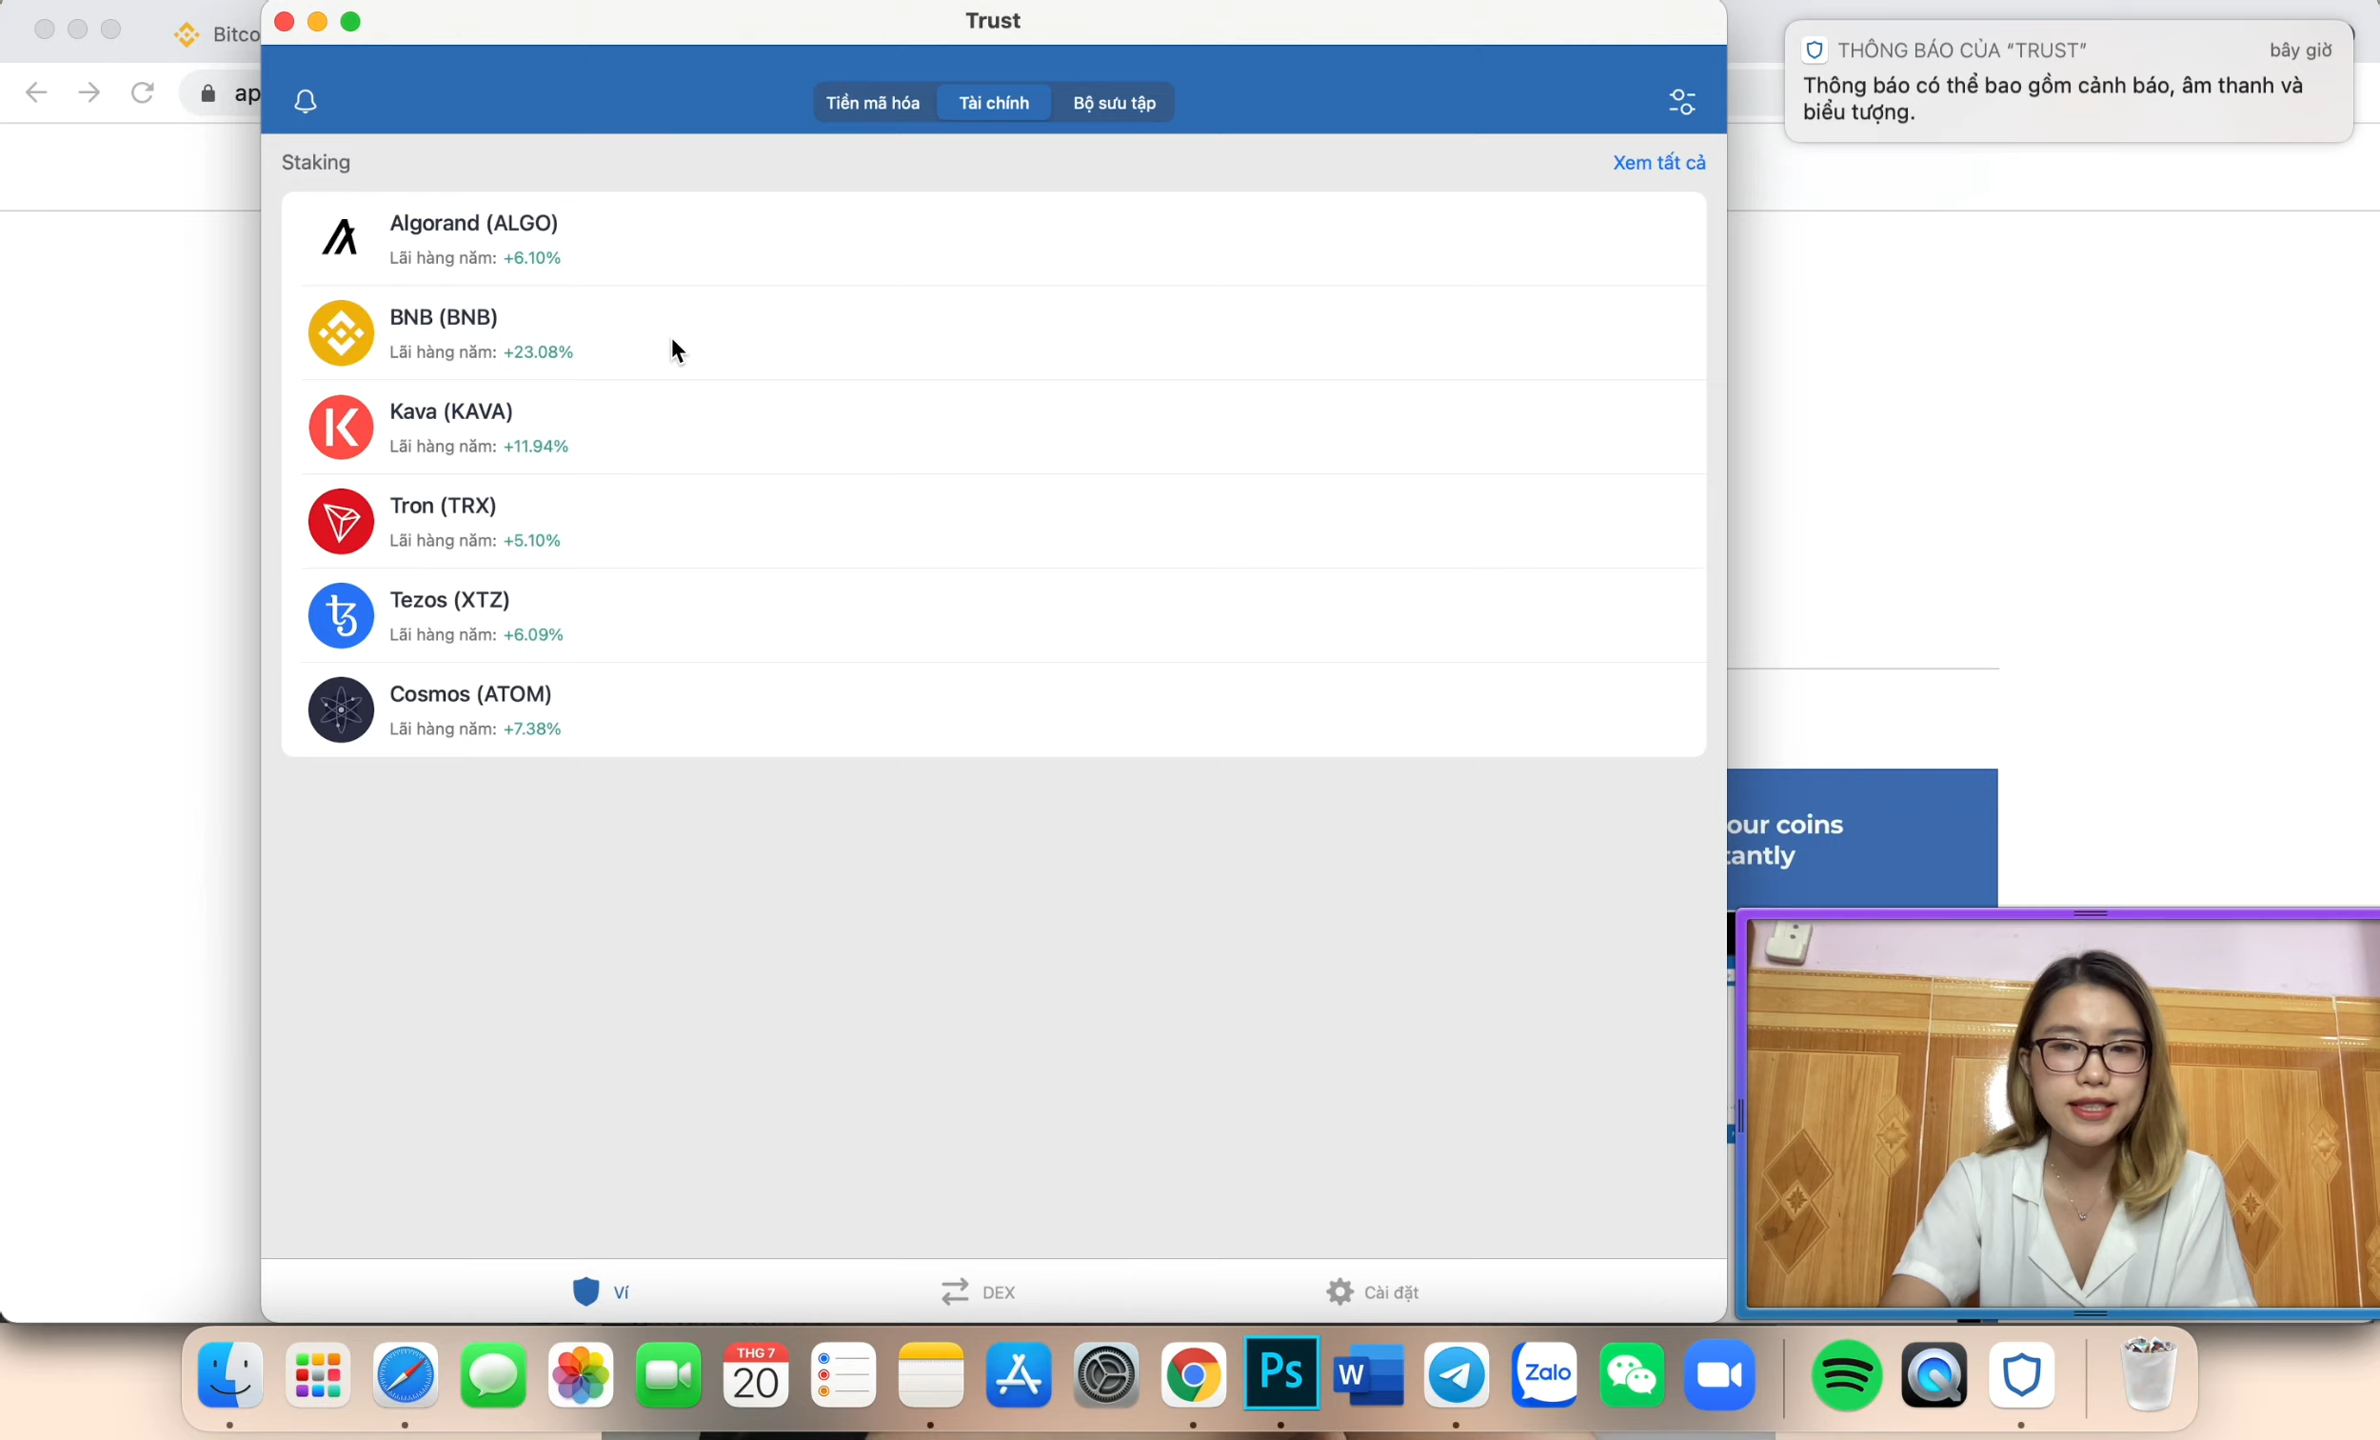 Bitco
Trust
THÔNG BÁO CỦA “TRUST”
bây giờ
Thông báo có thể bao gồm cảnh báo, âm thanh và
biểu tượng.
ap
Tiền mã hóa
Tài chính
Bộ sưu tập
Staking
Xem tất cả
Algorand (ALGO)
Lãi hàng năm: +6.10%
BNB (BNB)
Lãi hàng năm: +23.08%
Kava (KAVA)
Lãi hàng năm: +11.94%
Tron (TRX)
Lãi hàng năm: +5.10%
Tezos (XTZ)
Lãi hàng năm: +6.09%
Cosmos (ATOM)
Lãi hàng năm: +7.38%
our coins
tantly
Ví
DEX
Cài đặt
THG 7
20
Ps
W
Zalo